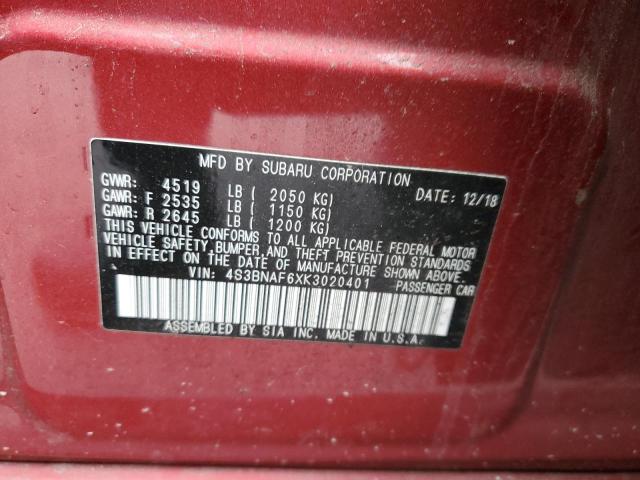 MFD BY SUBARU CORPORATION
GVWR: 4519 LB ( 2050 KG) DATE: 12/18
GAWR: F 2535 LB ( 1150 KG)
GAWR: R 2645 LB ( 1200 KG)
THIS VEHICLE CONFORMS TO ALL APPLICABLE FEDERAL MOTOR
VEHICLE SAFETY, BUMPER, AND THEFT PREVENTION STANDARDS
IN EFFECT ON THE DATE OF MANUFACTURE SHOWN ABOVE.
VIN: 4S3BNAF6XK3020401 PASSENGER CAR
ASSEMBLED BY SIA INC. MADE IN U.S.A.